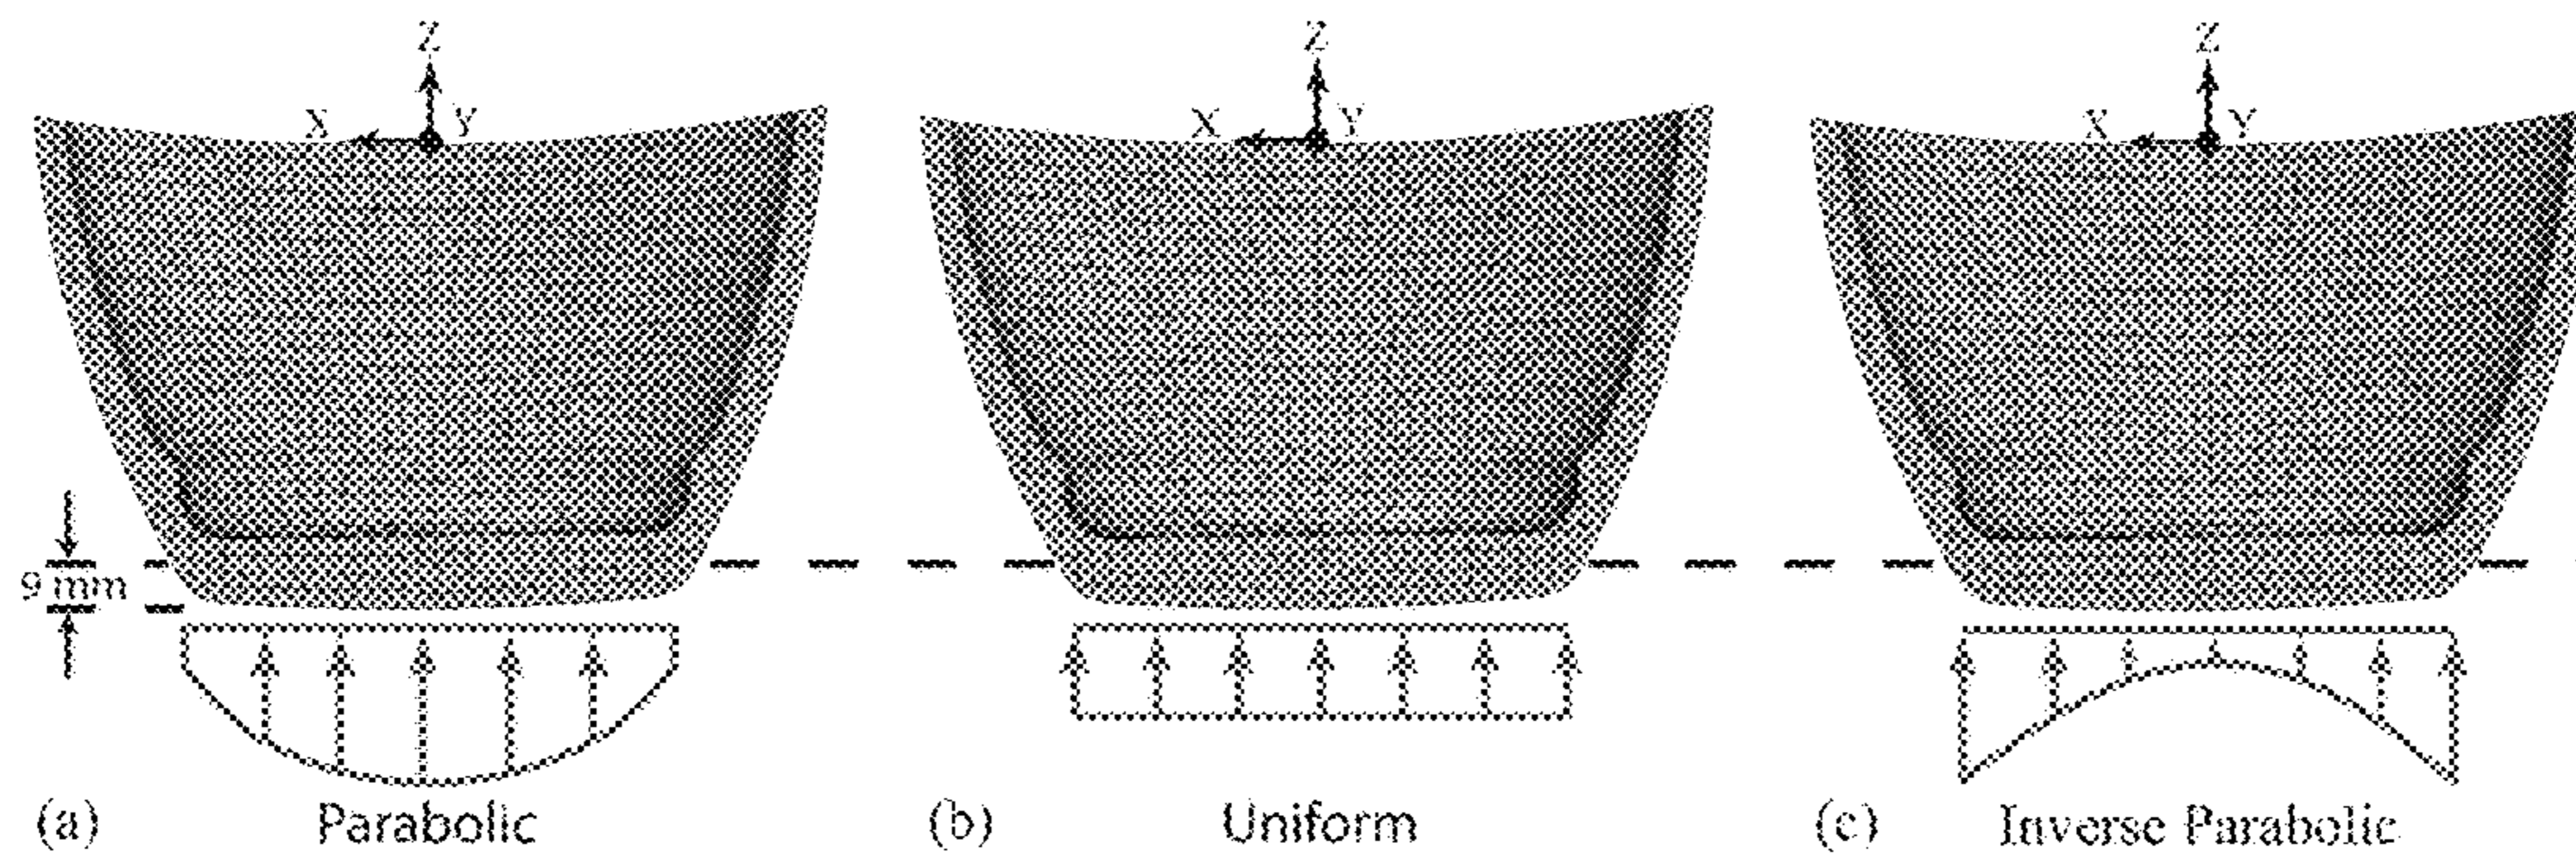 Z
X Y
Z
X Y
Z
X Y
9 mm
(a) Parabolic
(b) Uniform
(c) Inverse Parabolic